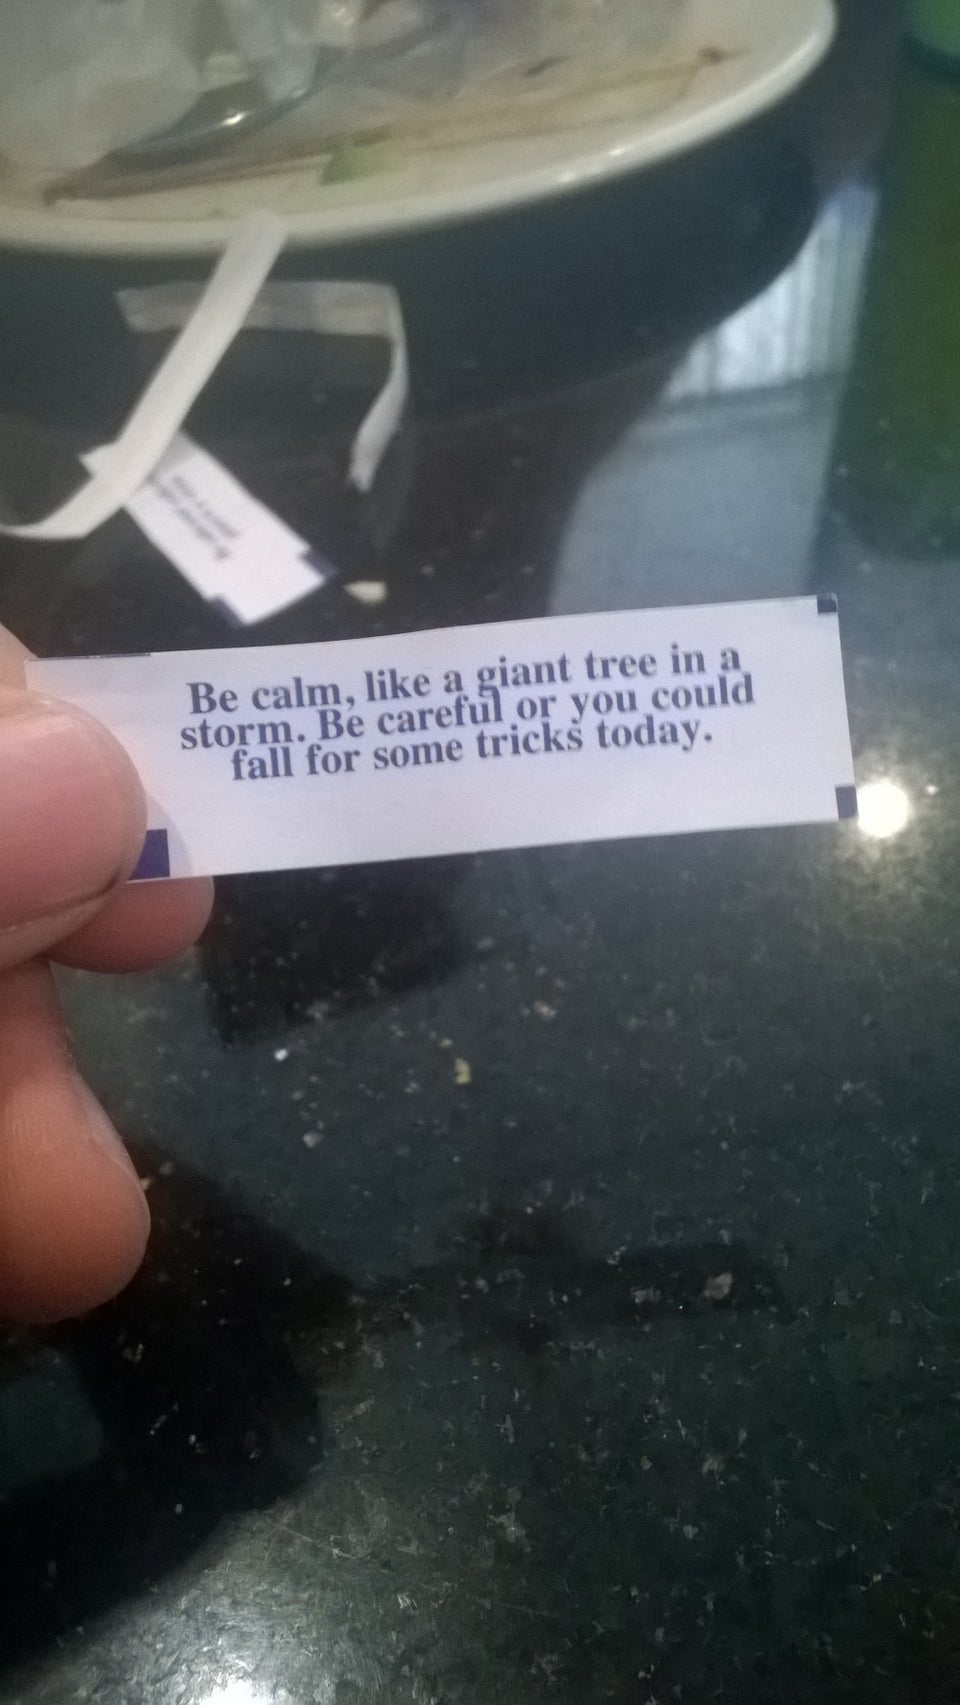 Be calm, like a giant tree in a
storm. Be careful or you could
fall for some tricks today.